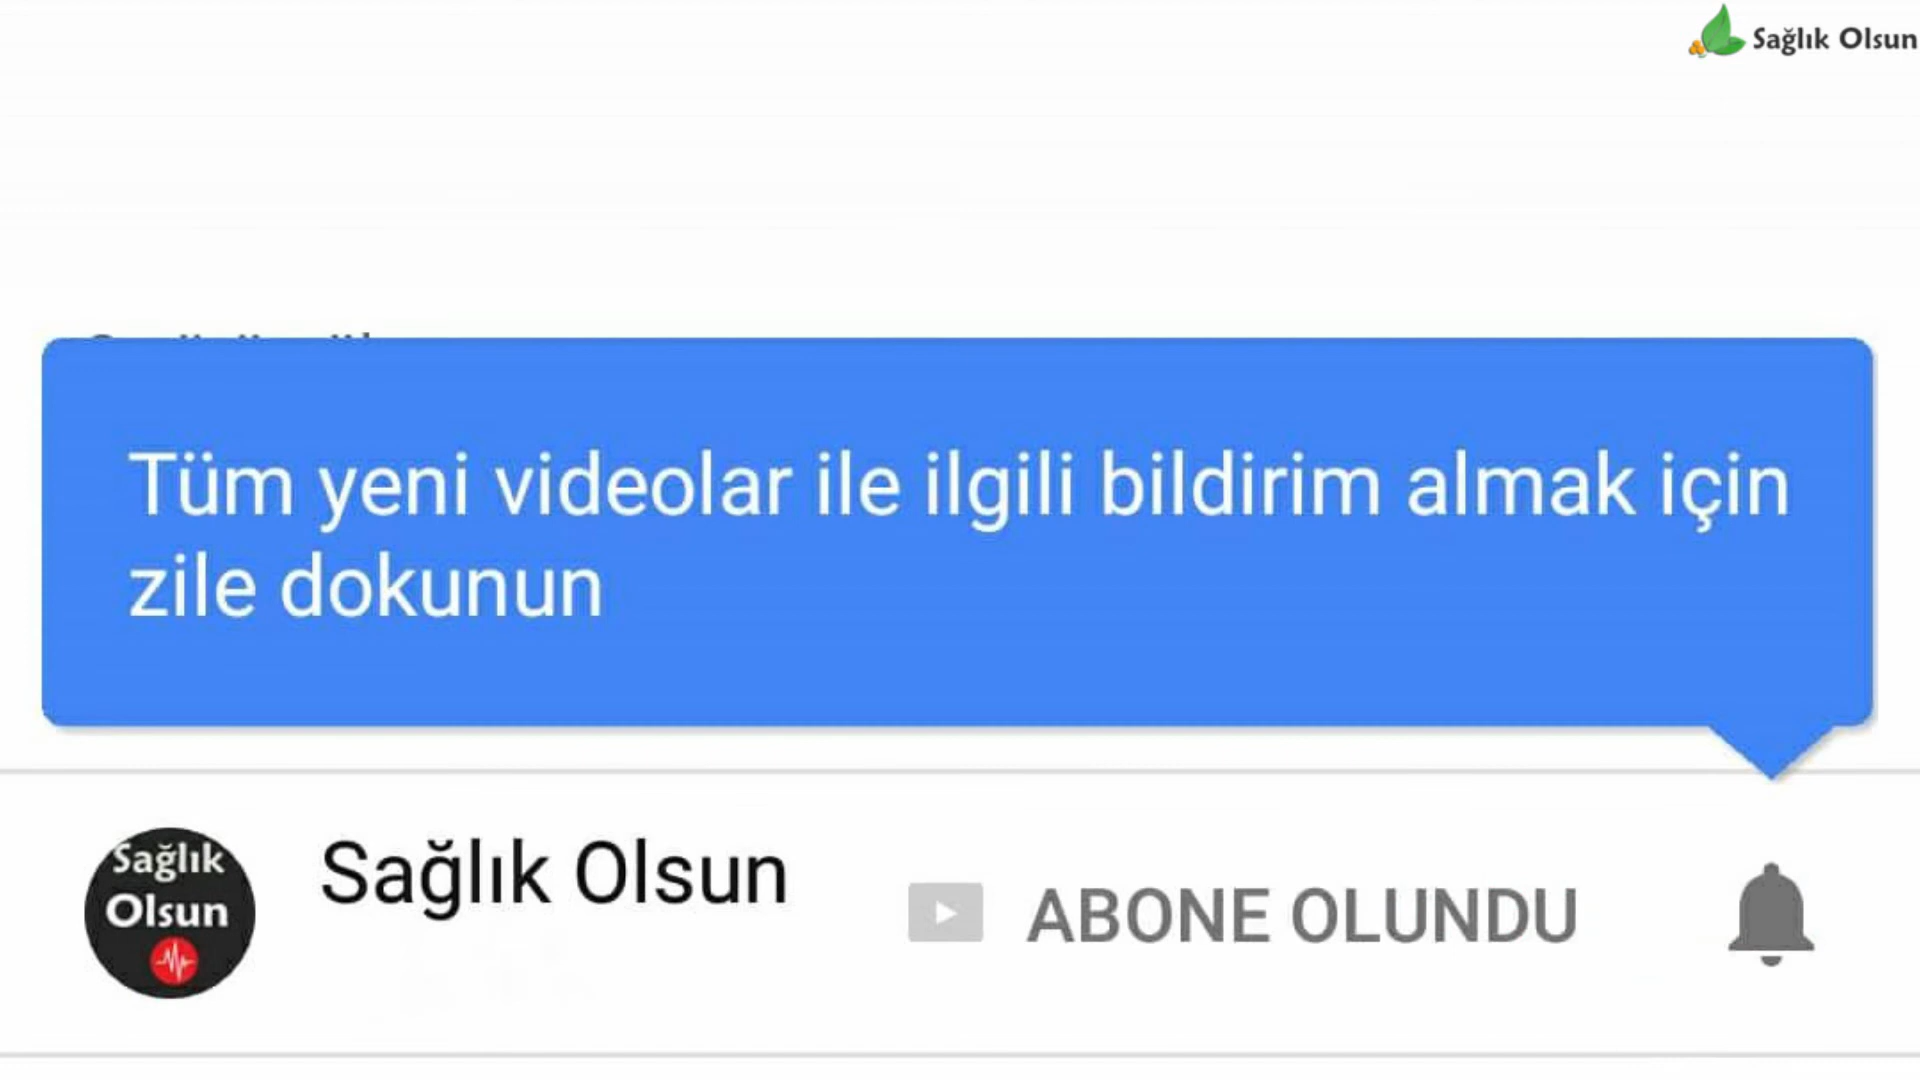 Sağlık Olsun
Tüm yeni videolar ile ilgili bildirim almak için
zile dokunun
Sağlık
Olsun
Sağlık Olsun
ABONE OLUNDU